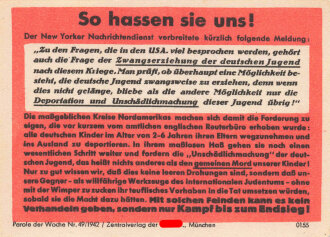 So hassen sie uns!
Der New Yorker Nachrichtendienst verbreitete kürzlich folgende Meldung:
„Zu den Fragen, die in den USA. viel besprochen werden, gehört
auch die Frage der Zwangserziehung der deutschen Jugend
nach diesem Kriege. Man prüft, ob überhaupt eine Möglichkeit be-
steht, die deutsche Jugend zwangsweise zu erziehen, denn wenn
dies nicht gelänge, bliebe als die andere Möglichkeit nur die
Deportation und Unschädlichmachung dieser Jugend übrig!“
Die maßgeblichen Kreise Nordamerikas machen sich damit die Forderung zu
eigen, die vor kurzem vom amtlichen englischen Reuterbüro erhoben wurde:
alle deutschen Kinder im Alter von 2-6 Jahren ihren Eltern wegzunehmen und
ins Ausland zu deportieren. In ihrem maßlosen Haß gehen sie noch einen
wesentlichen Schritt weiter und fordern die „Unschädlichmachung“ der deut-
schen Jugend, das heißt nichts anderes als den gemeinen Mord unserer Kinder!
Nur zu gut wissen wir, daß dies keine leeren Drohungen sind, sondern daß
unsere Feinde als willfährige Werkzeuge des internationalen Judentums – ohne
mit der Wimper zu zucken ihr teuflisches Vorhaben in die Tat umsetzen würden,
sobald sie die Macht dazu hätten. Mit solchen Feinden kann es kein
Verhandeln geben, sondern nur Kampf bis zum Endsieg!
Parole der Woche Nr. 49/1942 / Zentralverlag der München 0155